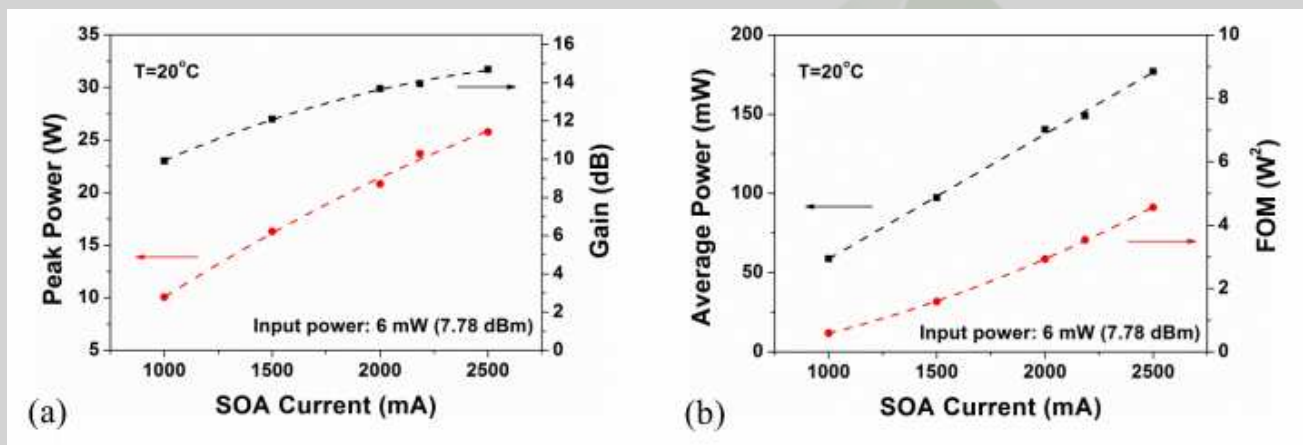 35
30
25
20
15
10
5
Peak Power (W)
T=20°C
16
14
12
10
8
6
4
2
0
Gain (dB)
Input power: 6 mW (7.78 dBm)
1000 1500 2000 2500
SOA Current (mA)
(a)
200
150
100
50
0
Average Power (mW)
T=20°C
10
8
6
4
2
0
FOM (W²)
Input power: 6 mW (7.78 dBm)
1000 1500 2000 2500
SOA Current (mA)
(b)